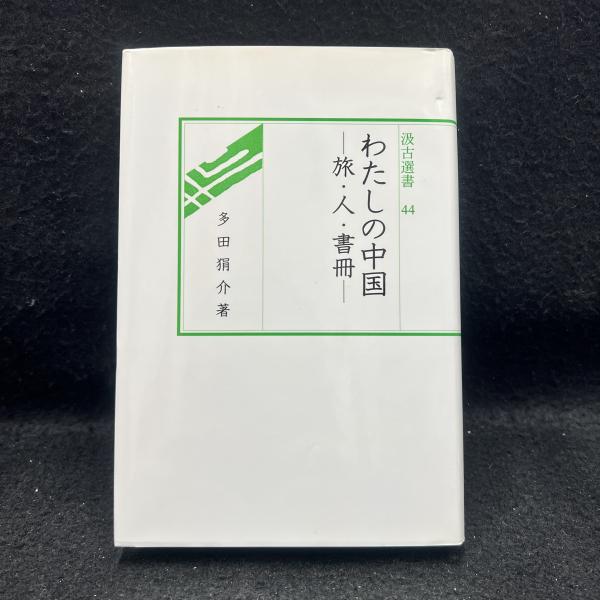 汲古選書 44
わたしの中国
―旅・人・書冊―
多田狷介著